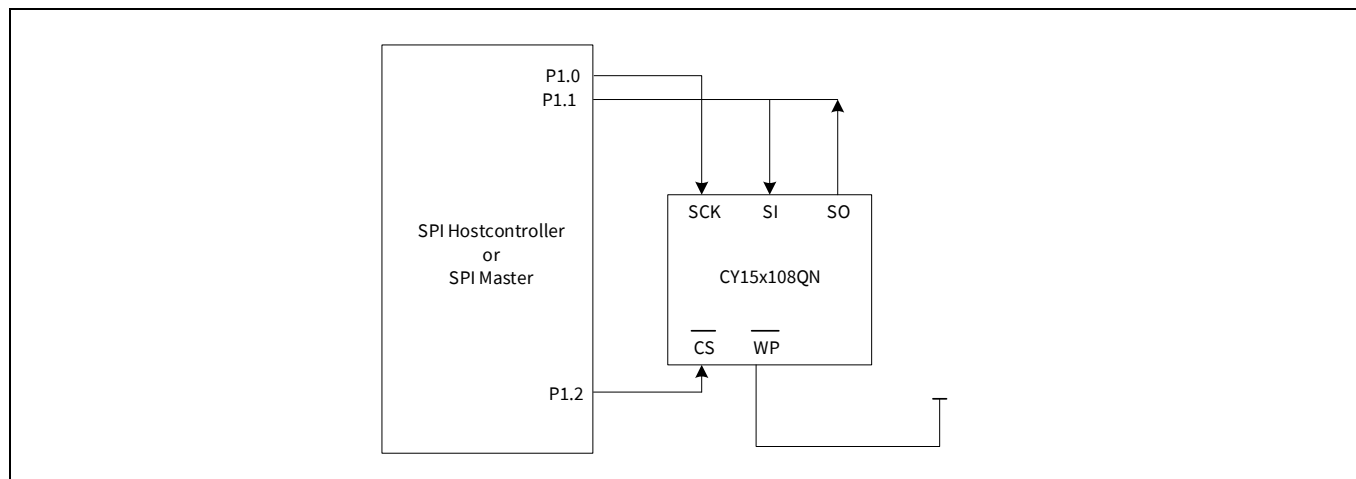 P1.0
P1.1
SCK SI SO
SPI Hostcontroller
or
SPI Master
CY15x108QN
CS WP
P1.2